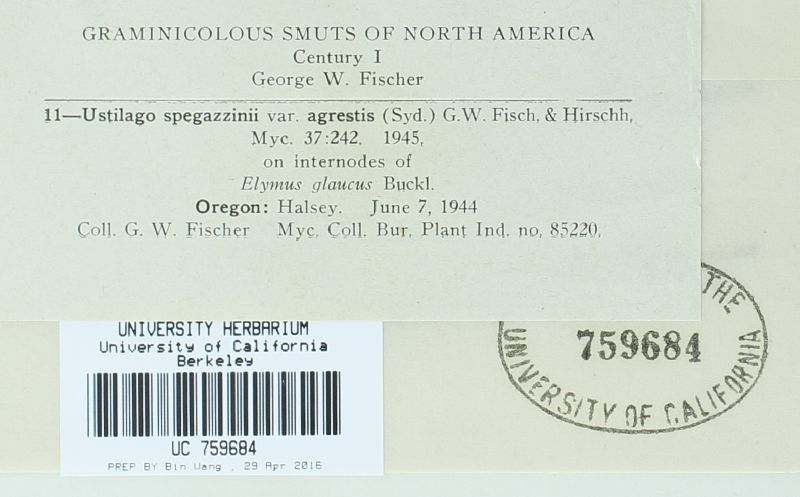 GRAMINICOLOUS SMUTS OF NORTH AMERICA
Century I
George W. Fischer
11—Ustilago spegazzinii var. agrestis (Syd.) G.W. Fisch, & Hirschh,
Myc. 37:242, 1945,
on internodes of
Elymus glaucus Buckl.
Oregon: Halsey. June 7, 1944
Coll. G. W. Fischer Myc. Coll. Bur, Plant Ind. no, 85220,
THE
759684
UNIVERSITY OF CALIFORNIA
UNIVERSITY HERBARIUM
University of California
Berkeley
UC 759684
PREP BY Bin Wang , 29 Apr 2016